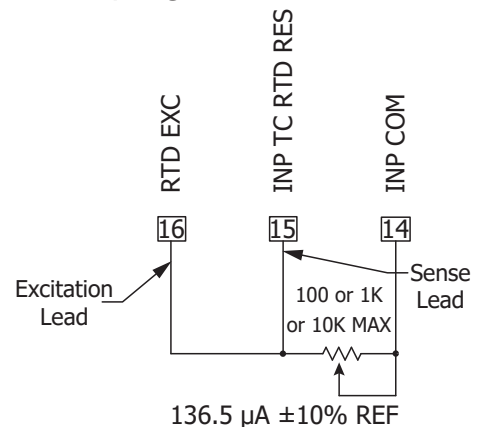 RTD EXC
INP TC RTD RES
INP COM
16
15
14
Excitation
Lead
Sense
Lead
100 or 1K
or 10K MAX
136.5 µA ±10% REF